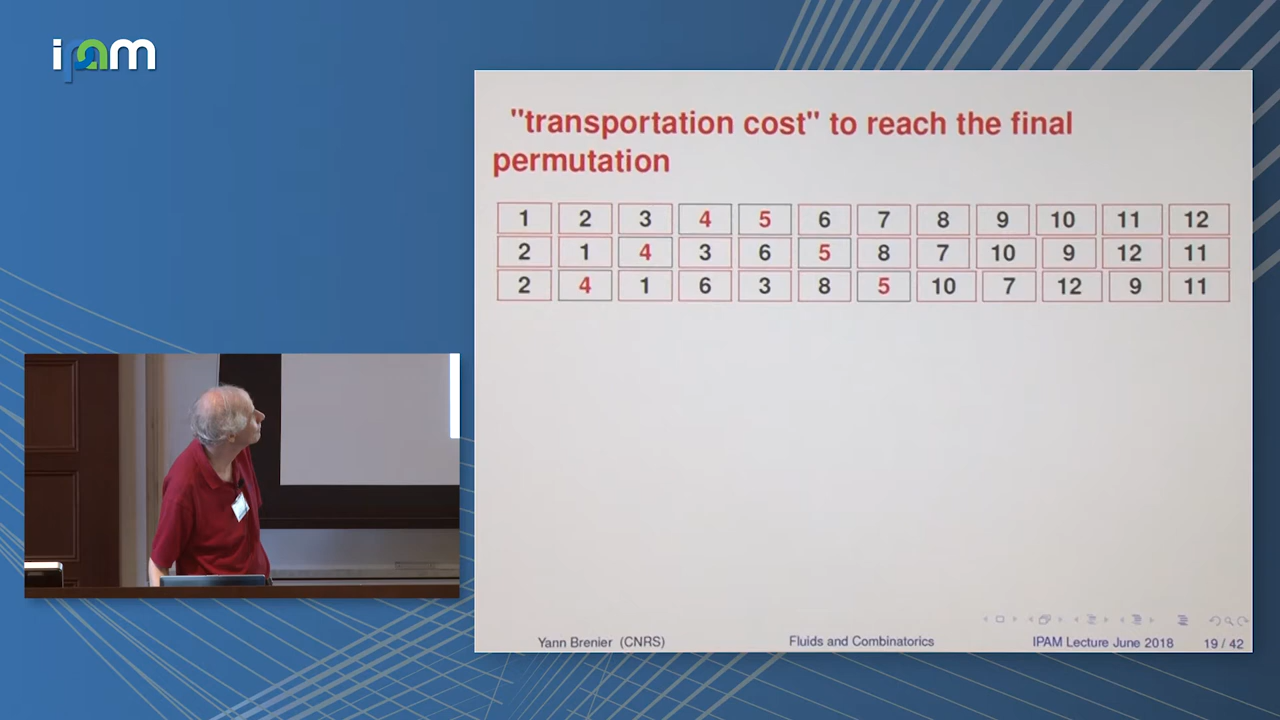 ipam
"transportation cost" to reach the final
permutation
1 2 3 4 5 6 7 8 9 10 11 12
2 1 4 3 6 5 8 7 10 9 12 11
2 4 1 6 3 8 5 10 7 12 9 11
Yann Brenier (CNRS) Fluids and Combinatorics IPAM Lecture June 2018 19 / 42